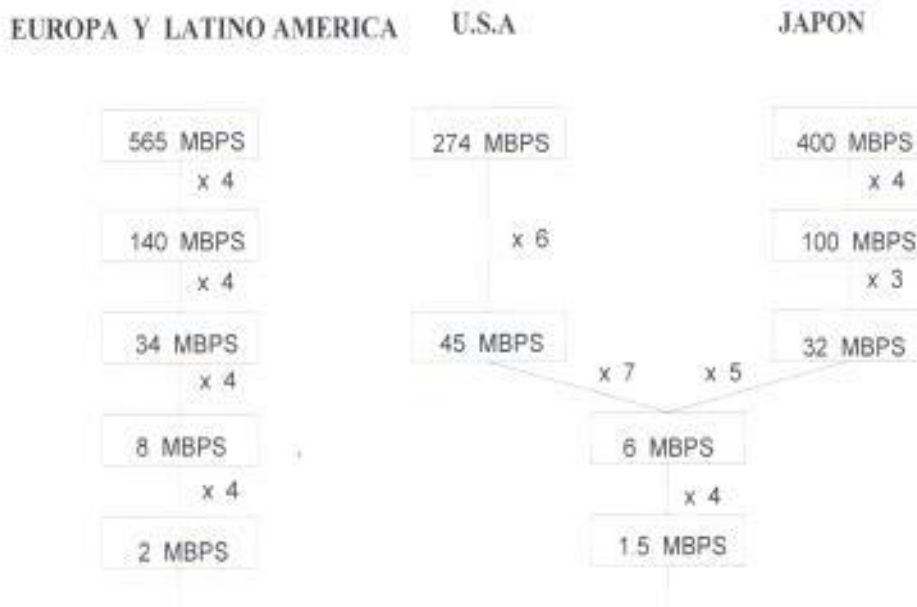 EUROPA Y LATINO AMERICA U.S.A JAPON
565 MBPS 274 MBPS 400 MBPS
x 4 x 4
140 MBPS x 6 100 MBPS
x 4 x 3
34 MBPS 45 MBPS 32 MBPS
x 4 x 7 x 5
8 MBPS 6 MBPS
x 4 x 4
2 MBPS 1.5 MBPS